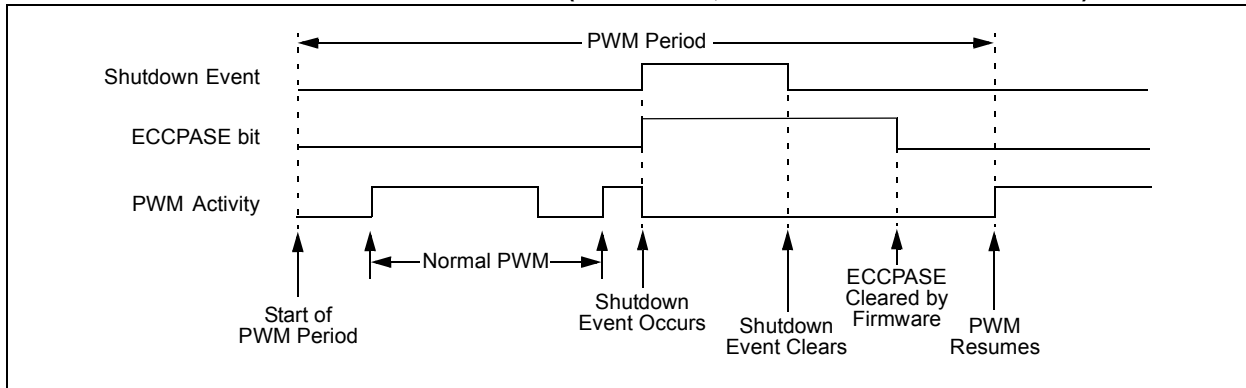 PWM Period
Shutdown Event
ECCPASE bit
PWM Activity
Normal PWM
Start of
PWM Period
Shutdown
Event Occurs
Shutdown
Event Clears
ECCPASE
Cleared by
Firmware
PWM
Resumes